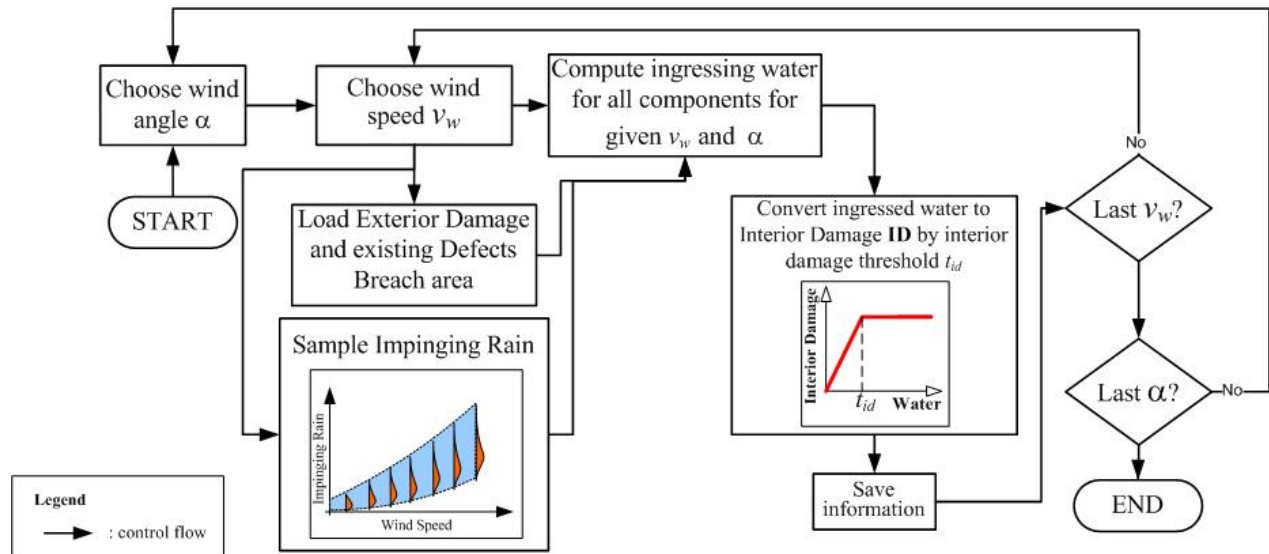 Choose wind
angle α
START
Choose wind
speed v_w
Compute ingressing water
for all components for
given v_w and α
Load Exterior Damage
and existing Defects
Breach area
Sample Impinging Rain
Impinging Rain
Wind Speed
Convert ingressed water to
Interior Damage ID by interior
damage threshold t_id
Interior Damage
t_id
Water
Save
information
No
Last v_w?
Last α?
No
END
Legend
: control flow